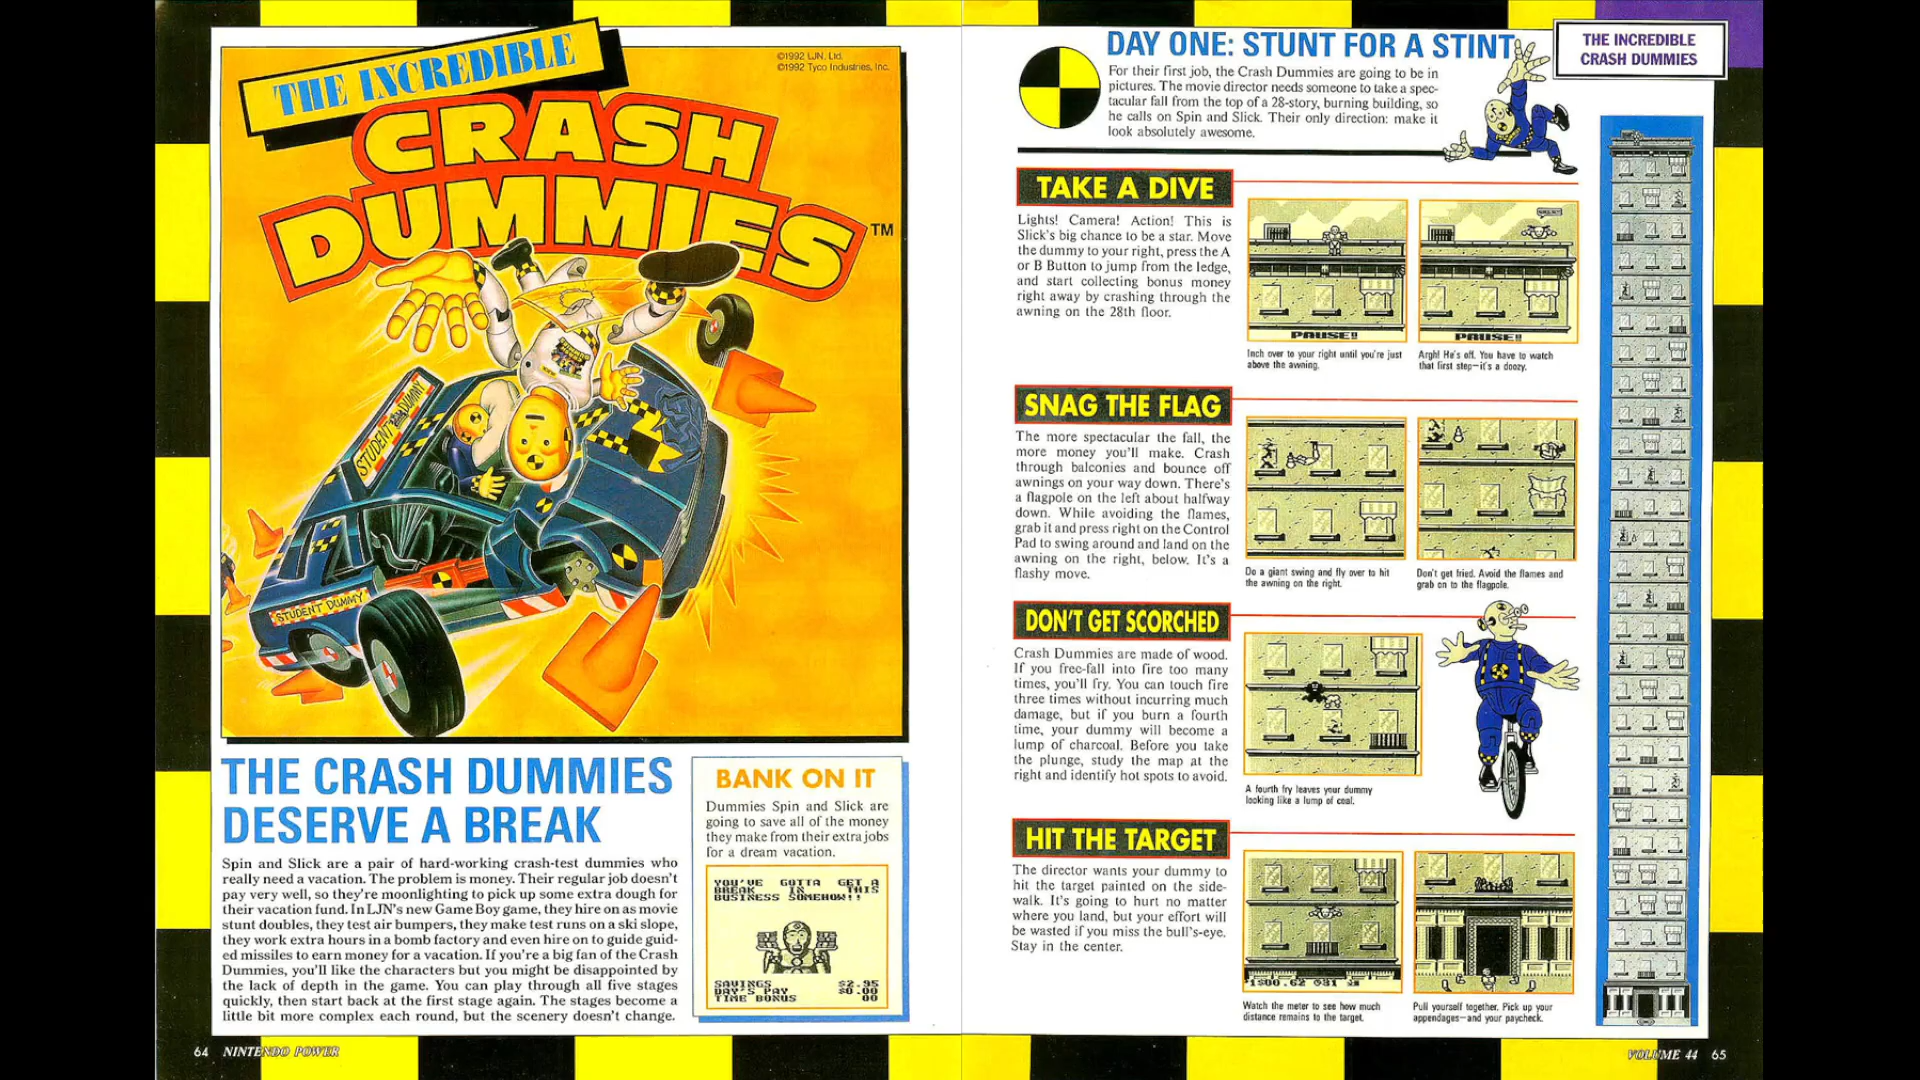 THE INCREDIBLE
CRASH
DUMMIES™
©1992 LJN, Ltd.
©1992 Tyco Industries, Inc.
STUDENT DUMMY
STUDENT DUMMY
THE CRASH DUMMIES
DESERVE A BREAK
Spin and Slick are a pair of hard-working crash-test dummies who
really need a vacation. The problem is money. Their regular job doesn't
pay very well, so they're moonlighting to pick up some extra dough for
their vacation fund. In LJN's new Game Boy game, they hire on as movie
stunt doubles, they test air bumpers, they make test runs on a ski slope,
they work extra hours in a bomb factory and even hire on to guide guid-
ed missiles to earn money for a vacation. If you're a big fan of the Crash
Dummies, you'll like the characters but you might be disappointed by
the lack of depth in the game. You can play through all five stages
quickly, then start back at the first stage again. The stages become a
little bit more complex each round, but the scenery doesn't change.
BANK ON IT
Dummies Spin and Slick are
going to save all of the money
they make from their extra jobs
for a dream vacation.
YOU'VE GOTTA GET A
BREAK IN THIS
BUSINESS SOMEHOW!!
SAVINGS $2.95
DAY'S PAY $0.00
TIME BONUS 00
64 NINTENDO POWER
DAY ONE: STUNT FOR A STINT
For their first job, the Crash Dummies are going to be in
pictures. The movie director needs someone to take a spec-
tacular fall from the top of a 28-story, burning building, so
he calls on Spin and Slick. Their only direction: make it
look absolutely awesome.
THE INCREDIBLE
CRASH DUMMIES
TAKE A DIVE
Lights! Camera! Action! This is
Slick's big chance to be a star. Move
the dummy to your right, press the A
or B Button to jump from the ledge,
and start collecting bonus money
right away by crashing through the
awning on the 28th floor.
PAUSE!!
PAUSE!!
Inch over to your right until you're just
above the awning.
Argh! He's off. You have to watch
that first step—it's a doozy.
SNAG THE FLAG
The more spectacular the fall, the
more money you'll make. Crash
through balconies and bounce off
awnings on your way down. There's
a flagpole on the left about halfway
down. While avoiding the flames,
grab it and press right on the Control
Pad to swing around and land on the
awning on the right, below. It's a
flashy move.
Do a giant swing and fly over to hit
the awning on the right.
Don't get fried. Avoid the flames and
grab on to the flagpole.
DON'T GET SCORCHED
Crash Dummies are made of wood.
If you free-fall into fire too many
times, you'll fry. You can touch fire
three times without incurring much
damage, but if you burn a fourth
time, your dummy will become a
lump of charcoal. Before you take
the plunge, study the map at the
right and identify hot spots to avoid.
A fourth fry leaves your dummy
looking like a lump of coal.
HIT THE TARGET
The director wants your dummy to
hit the target painted on the side-
walk. It's going to hurt no matter
where you land, but your effort will
be wasted if you miss the bull's-eye.
Stay in the center.
Watch the meter to see how much
distance remains to the target.
Pull yourself together. Pick up your
appendages—and your paycheck.
VOLUME 44 65